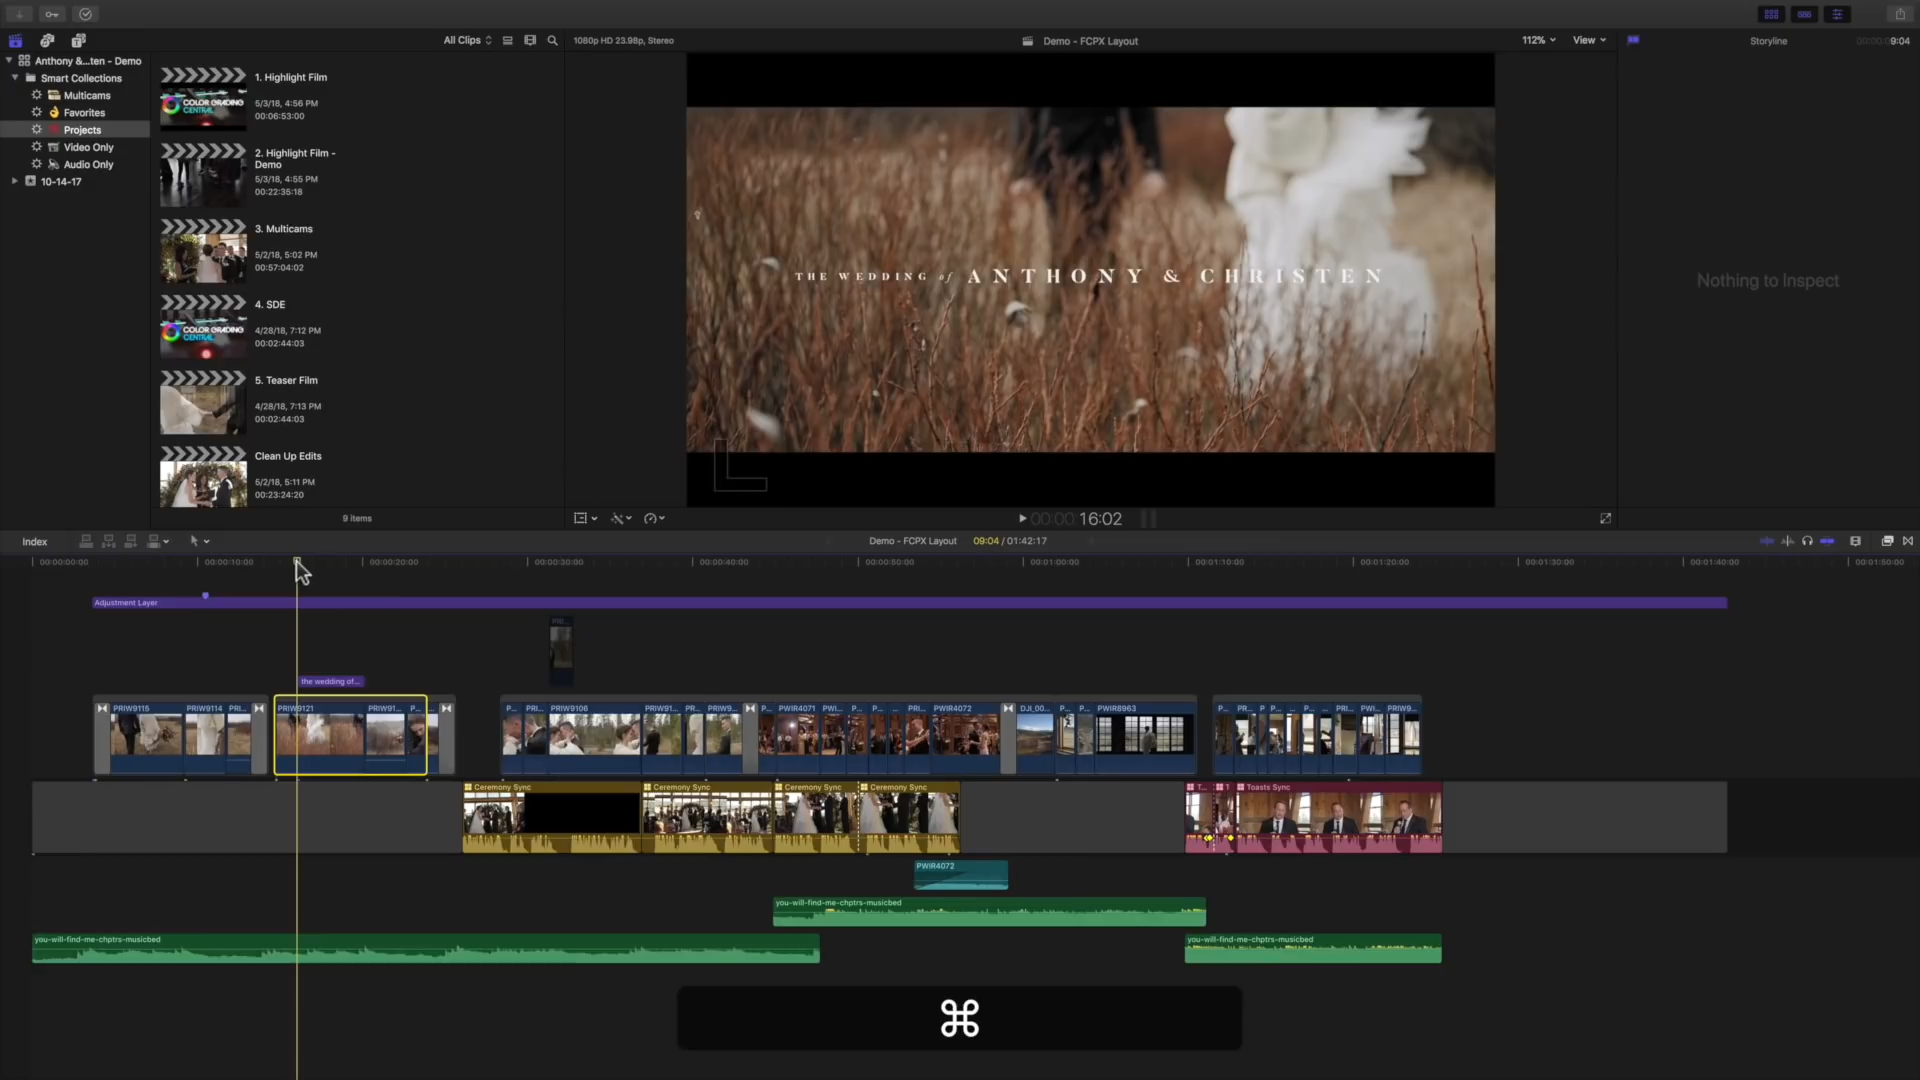 All Clips
1080p HD 23.98p, Stereo
Demo - FCPX Layout
112%
View
Storyline
9:04
Anthony &...ten - Demo
Smart Collections
Multicams
Favorites
Projects
Video Only
Audio Only
10-14-17
1. Highlight Film
5/3/18, 4:56 PM
00:06:53:00
2. Highlight Film -
Demo
5/3/18, 4:55 PM
00:22:35:18
3. Multicams
5/2/18, 5:02 PM
00:57:04:02
4. SDE
4/28/18, 7:12 PM
00:02:44:03
5. Teaser Film
4/28/18, 7:13 PM
00:02:44:03
Clean Up Edits
5/2/18, 5:11 PM
00:23:24:20
COLOR GRADING
CENTRAL
COLOR GRADING
CENTRAL
9 items
THE WEDDING of ANTHONY & CHRISTEN
Nothing to Inspect
00:00:16:02
Index
Demo - FCPX Layout
09:04 / 01:42:17
00:00:00:00
00:00:10:00
00:00:20:00
00:00:30:00
00:00:40:00
00:00:50:00
00:01:00:00
00:01:10:00
00:01:20:00
00:01:30:00
00:01:40:00
00:01:50:00
Adjustment Layer
PRI...
the wedding of...
PRIW9115
PRIW9114
PRI...
PRIW9121
PRIW91...
P...
P...
PRI...
PRIW9106
PRIW91...
PR...
PRIW9...
P...
PWIR4071
PWI...
P...
P...
...
PRI...
PWIR4072
DJI_00...
P...
P...
PWIR8963
P...
PR...
P
P...
...
P...
PRI...
PWI...
PRIW9...
Ceremony Sync
Ceremony Sync
Ceremony Sync
Ceremony Sync
T...
T
Toasts Sync
PWIR4072
you-will-find-me-chptrs-musicbed
you-will-find-me-chptrs-musicbed
you-will-find-me-chptrs-musicbed
⌘